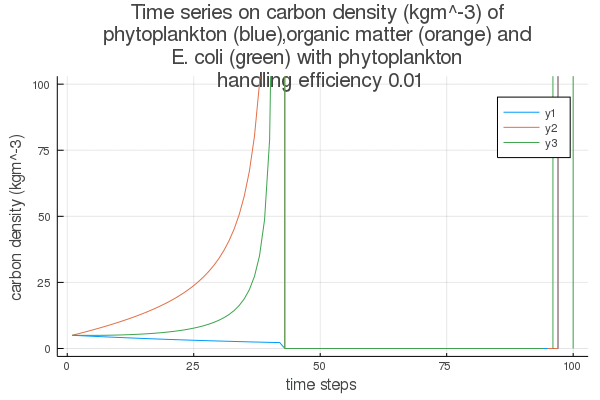 Time series on carbon density (kgm^-3) of
phytoplankton (blue),organic matter (orange) and
E. coli (green) with phytoplankton
handling efficiency 0.01
100
75
50
25
0
carbon density (kgm^-3)
y1
y2
y3
0
25
50
75
100
time steps